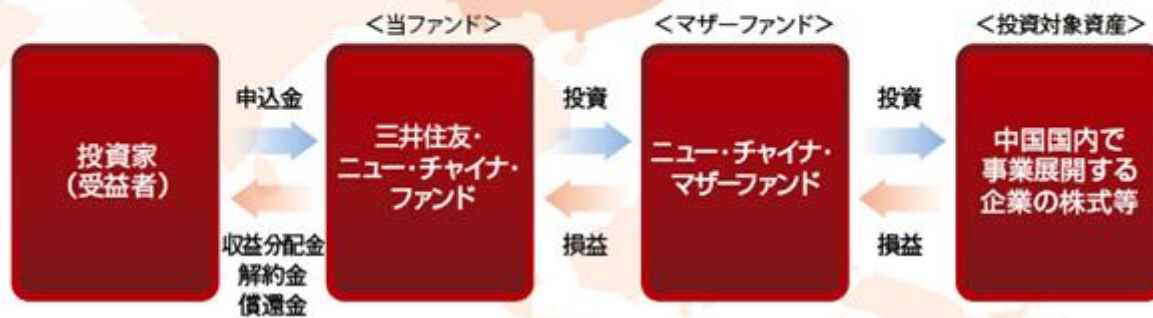 ＜当ファンド＞
＜マザーファンド＞
＜投資対象資産＞
投資家
（受益者）
申込金
収益分配金
解約金
償還金
三井住友・
ニュー・チャイナ・
ファンド
投資
損益
ニュー・チャイナ・
マザーファンド
投資
損益
中国国内で
事業展開する
企業の株式等